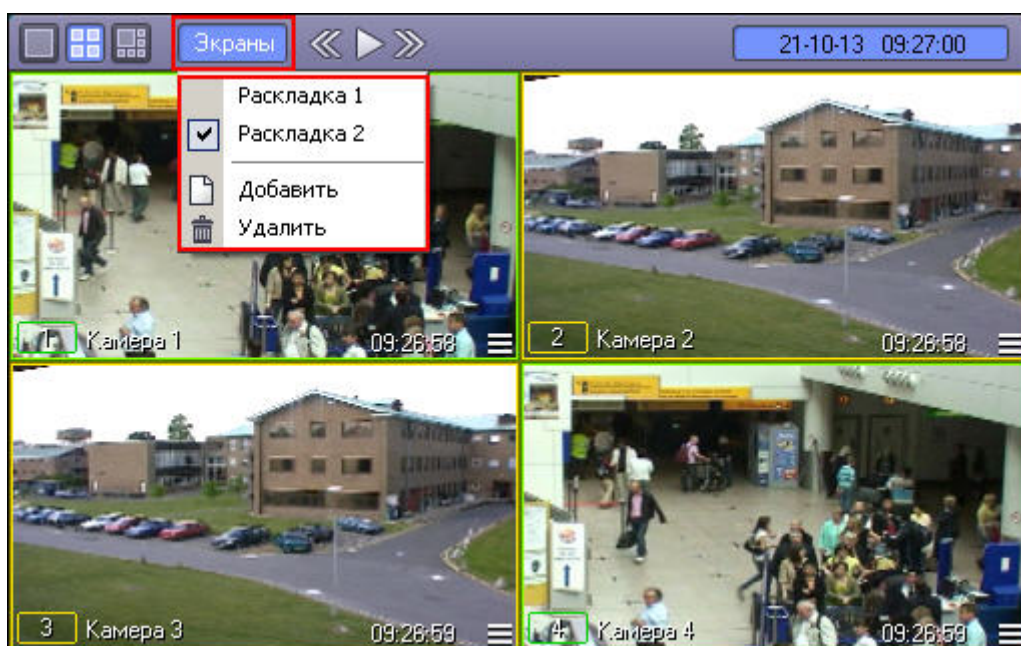 Экраны
21-10-13 09:27:00
Раскладка 1
Раскладка 2
Добавить
Удалить
1 Камера 1 09:26:58
2 Камера 2 09:26:58
3 Камера 3 09:26:59
4 Камера 4 09:26:59